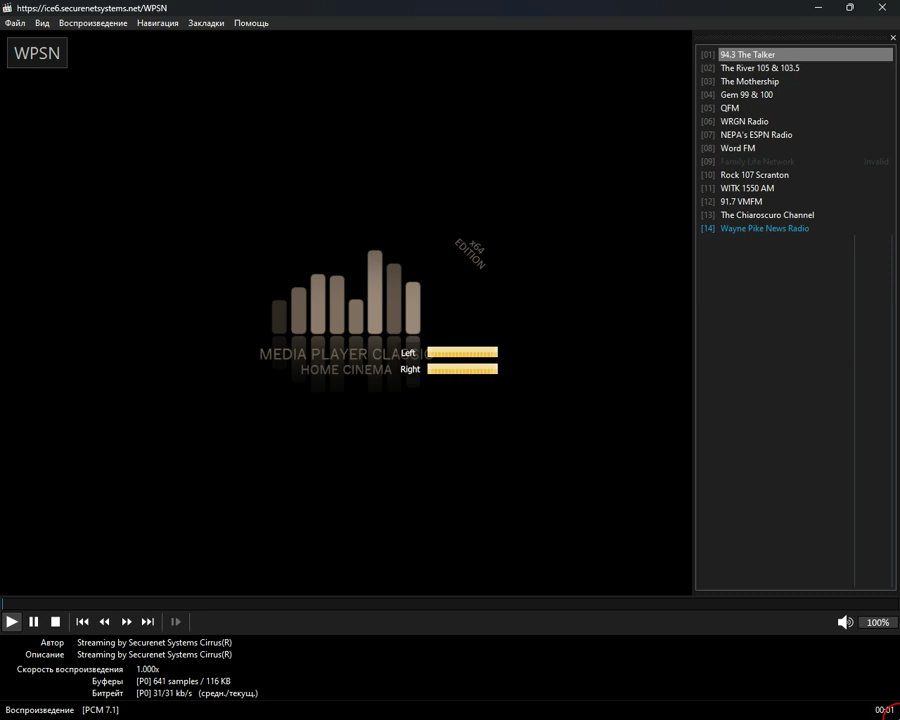 https://ice6.securenetsystems.net/WPSN
Файл Вид Воспроизведение Навигация Закладки Помощь
WPSN
x64
EDITION
MEDIA PLAYER CLASSIC
HOME CINEMA
Left
Right
[01] 94.3 The Talker
[02] The River 105 & 103.5
[03] The Mothership
[04] Gem 99 & 100
[05] QFM
[06] WRGN Radio
[07] NEPA's ESPN Radio
[08] Word FM
[09] Family Life Network Invalid
[10] Rock 107 Scranton
[11] WITK 1550 AM
[12] 91.7 VMFM
[13] The Chiaroscuro Channel
[14] Wayne Pike News Radio
100%
Автор Streaming by Securenet Systems Cirrus(R)
Описание Streaming by Securenet Systems Cirrus(R)
Скорость воспроизведения 1.000x
Буферы [P0] 641 samples / 116 KB
Битрейт [P0] 31/31 kb/s (средн./текущ.)
Воспроизведение [PCM 7.1] 00:01